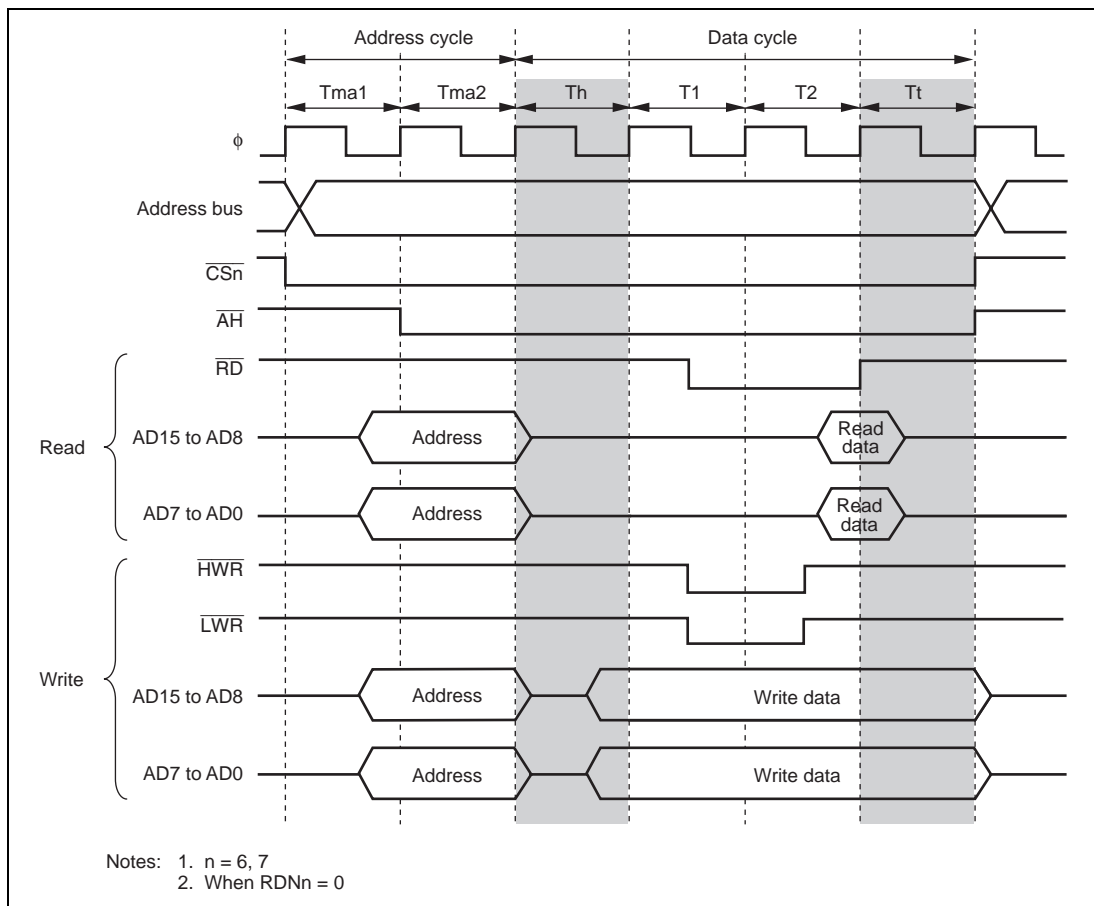 Address cycle Data cycle
Tma1 Tma2 Th T1 T2 Tt
ϕ
Address bus
CSn
AH
RD
Read
AD15 to AD8 Address Read data
AD7 to AD0 Address Read data
HWR
LWR
Write
AD15 to AD8 Address Write data
AD7 to AD0 Address Write data
Notes: 1. n = 6, 7
2. When RDNn = 0